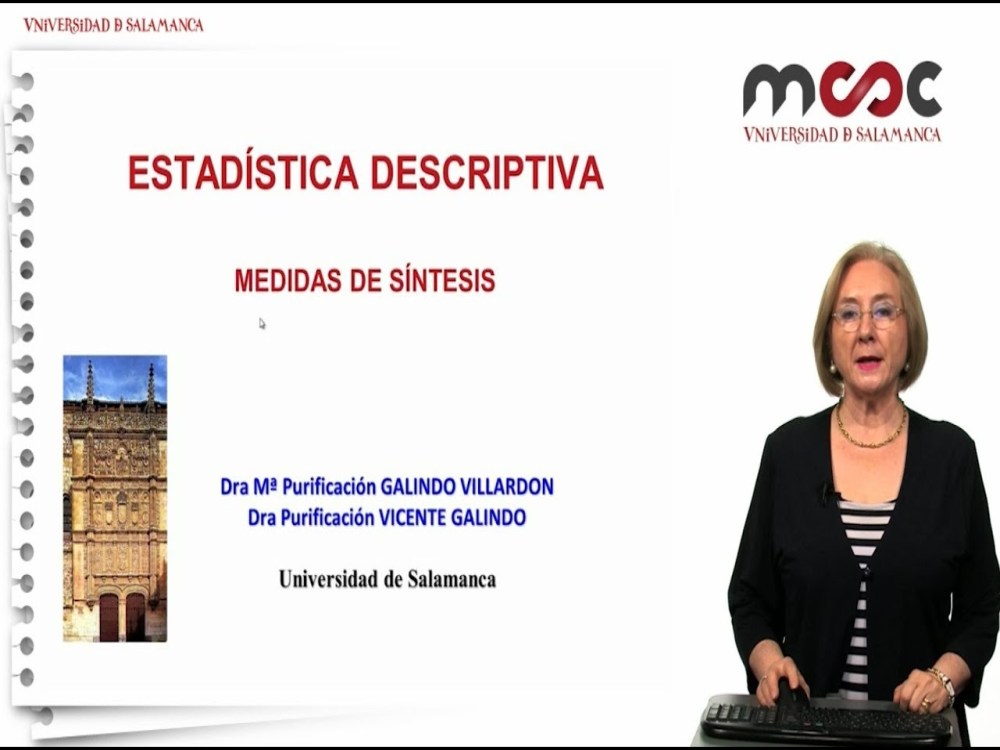 VNiVERSiDAD Ð SALAMANCA
mooc
VNiVERSiDAD Ð SALAMANCA
ESTADÍSTICA DESCRIPTIVA
MEDIDAS DE SÍNTESIS
Dra Mª Purificación GALINDO VILLARDON
Dra Purificación VICENTE GALINDO
Universidad de Salamanca